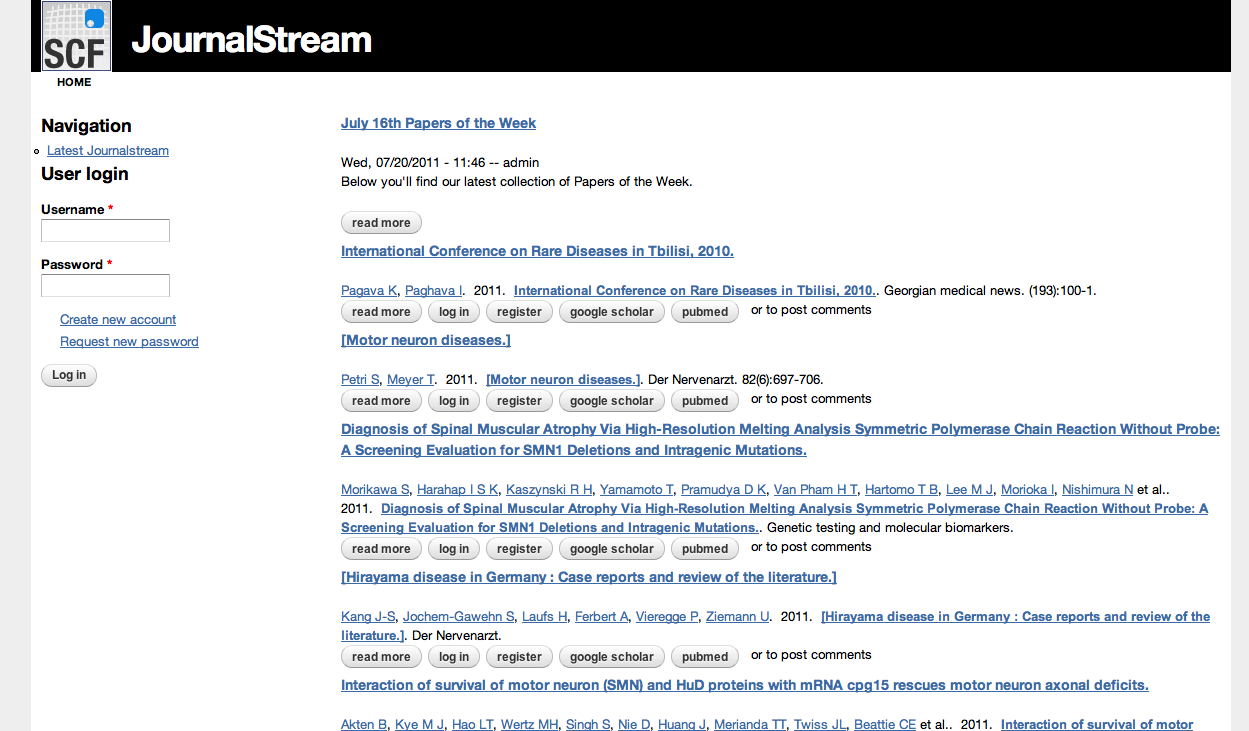 SCF
JournalStream
HOME
Navigation
Latest Journalstream
User login
Username *
Password *
Create new account
Request new password
Log in
July 16th Papers of the Week
Wed, 07/20/2011 - 11:46 -- admin
Below you'll find our latest collection of Papers of the Week.
read more
International Conference on Rare Diseases in Tbilisi, 2010.
Pagava K, Paghava I. 2011. International Conference on Rare Diseases in Tbilisi, 2010.. Georgian medical news. (193):100-1.
read more log in register google scholar pubmed or to post comments
[Motor neuron diseases.]
Petri S, Meyer T. 2011. [Motor neuron diseases.]. Der Nervenarzt. 82(6):697-706.
read more log in register google scholar pubmed or to post comments
Diagnosis of Spinal Muscular Atrophy Via High-Resolution Melting Analysis Symmetric Polymerase Chain Reaction Without Probe:
A Screening Evaluation for SMN1 Deletions and Intragenic Mutations.
Morikawa S, Harahap I S K, Kaszynski R H, Yamamoto T, Pramudya D K, Van Pham H T, Hartomo T B, Lee M J, Morioka I, Nishimura N et al..
2011. Diagnosis of Spinal Muscular Atrophy Via High-Resolution Melting Analysis Symmetric Polymerase Chain Reaction Without Probe: A
Screening Evaluation for SMN1 Deletions and Intragenic Mutations.. Genetic testing and molecular biomarkers.
read more log in register google scholar pubmed or to post comments
[Hirayama disease in Germany : Case reports and review of the literature.]
Kang J-S, Jochem-Gawehn S, Laufs H, Ferbert A, Vieregge P, Ziemann U. 2011. [Hirayama disease in Germany : Case reports and review of the
literature.]. Der Nervenarzt.
read more log in register google scholar pubmed or to post comments
Interaction of survival of motor neuron (SMN) and HuD proteins with mRNA cpg15 rescues motor neuron axonal deficits.
Akten B, Kye M J, Hao LT, Wertz MH, Singh S, Nie D, Huang J, Merianda TT, Twiss JL, Beattie CE et al.. 2011. Interaction of survival of motor